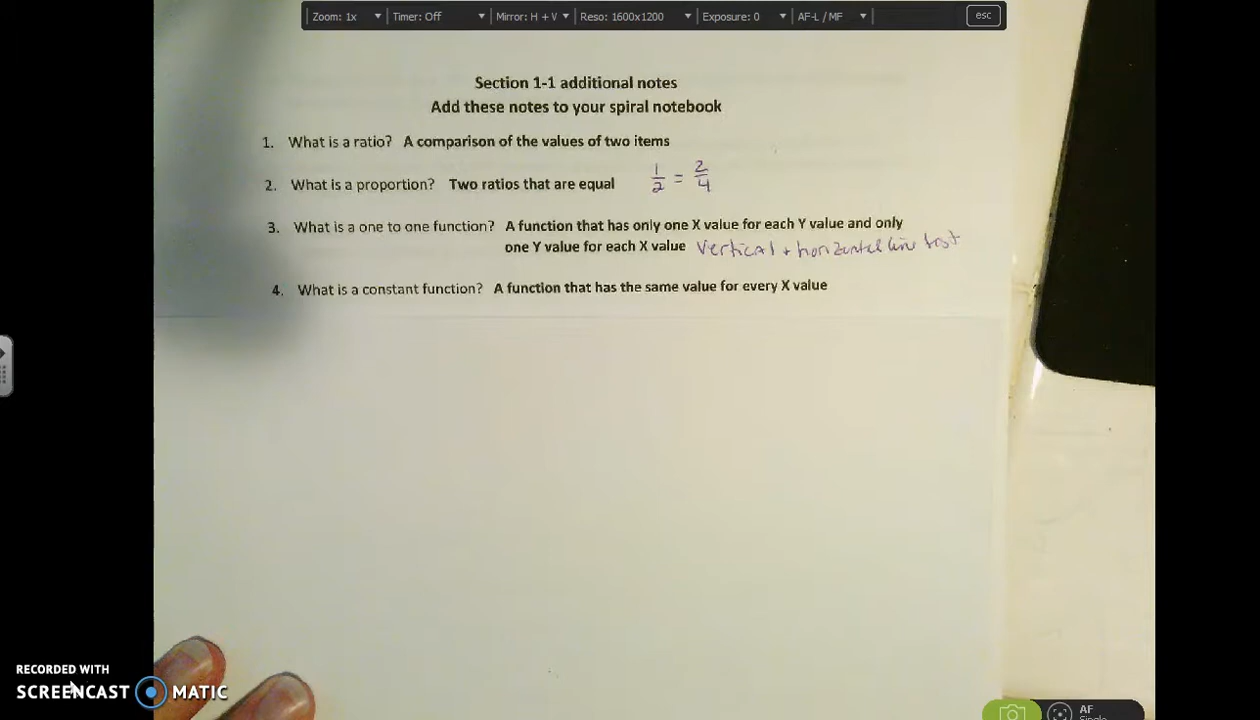 Zoom: 1x Timer: Off Mirror: H + V Reso: 1600x1200 Exposure: 0 AF-L / MF esc
Section 1-1 additional notes
Add these notes to your spiral notebook
1. What is a ratio? A comparison of the values of two items
2. What is a proportion? Two ratios that are equal 1/2 = 2/4
3. What is a one to one function? A function that has only one X value for each Y value and only
one Y value for each X value Vertical + horizontal line test
4. What is a constant function? A function that has the same value for every X value
RECORDED WITH
SCREENCAST MATIC
AF
Single